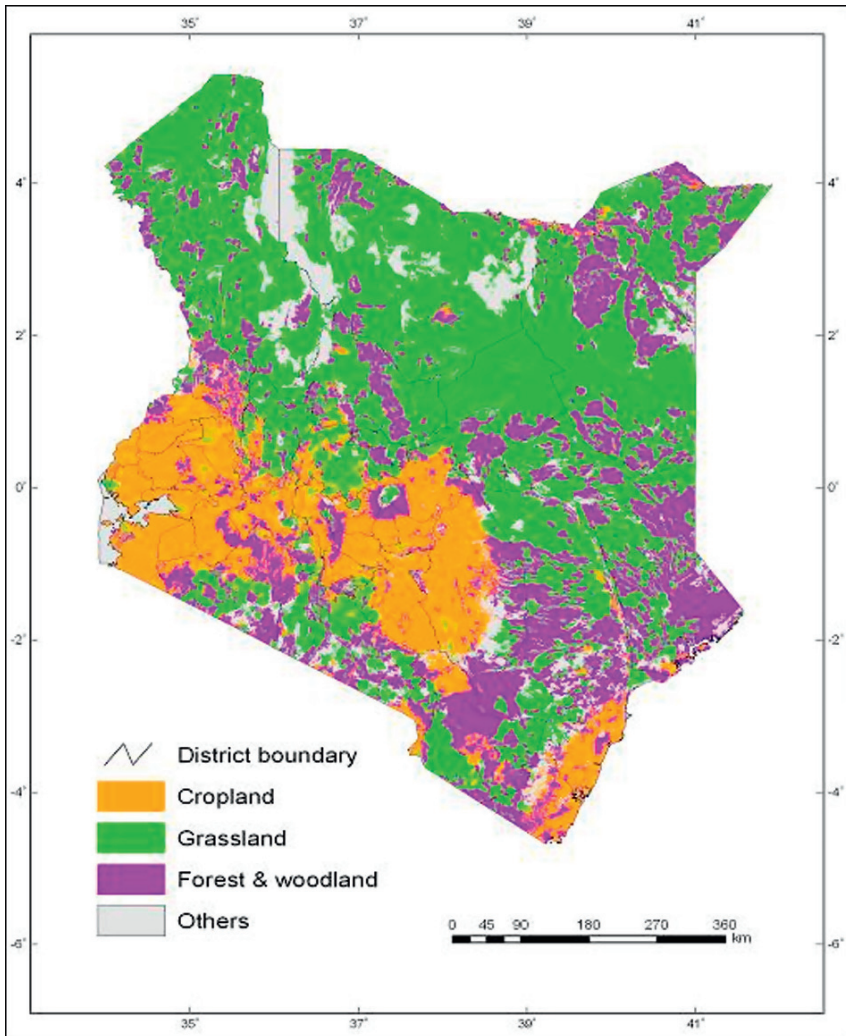 35° 37° 39° 41°
4° 4°
2° 2°
0° 0°
-2° -2°
-4° -4°
-6° -6°
District boundary
Cropland
Grassland
Forest & woodland
Others
0 45 90 180 270 360
km
35° 37° 39° 41°